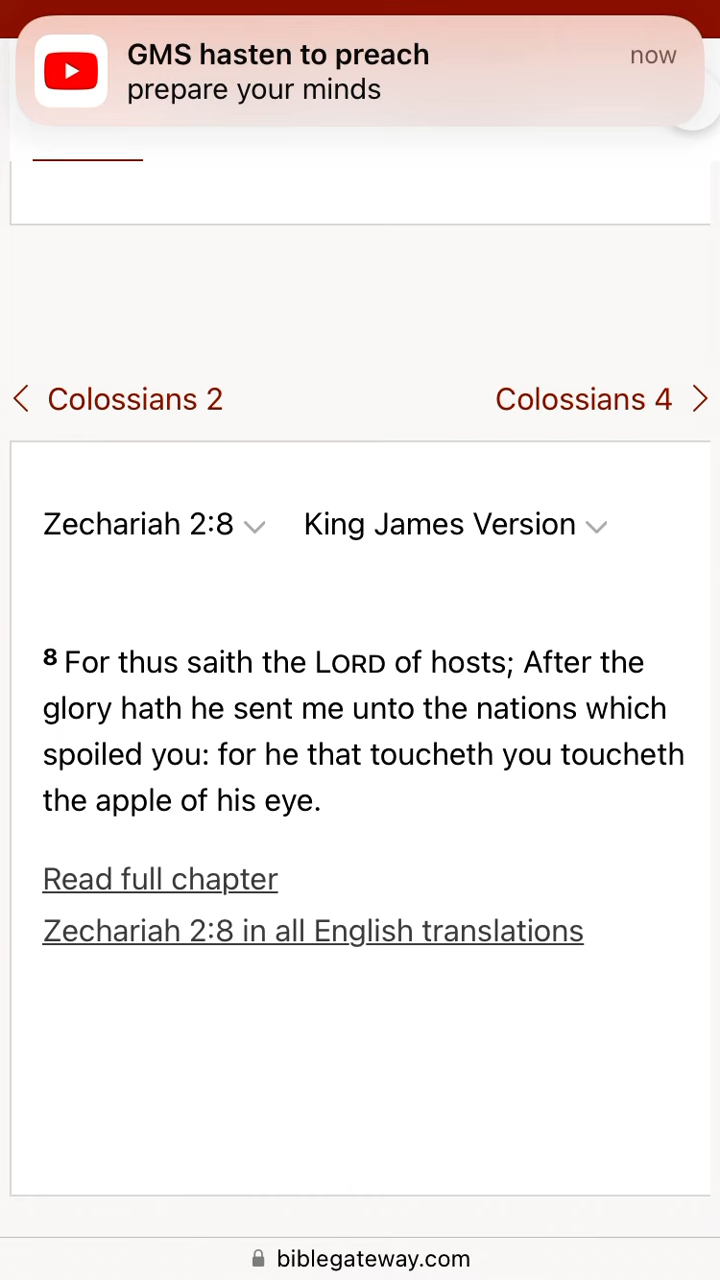 GMS hasten to preach
now
prepare your minds
Colossians 2
Colossians 4
Zechariah 2:8
King James Version
8 For thus saith the LORD of hosts; After the
glory hath he sent me unto the nations which
spoiled you: for he that toucheth you toucheth
the apple of his eye.
Read full chapter
Zechariah 2:8 in all English translations
biblegateway.com